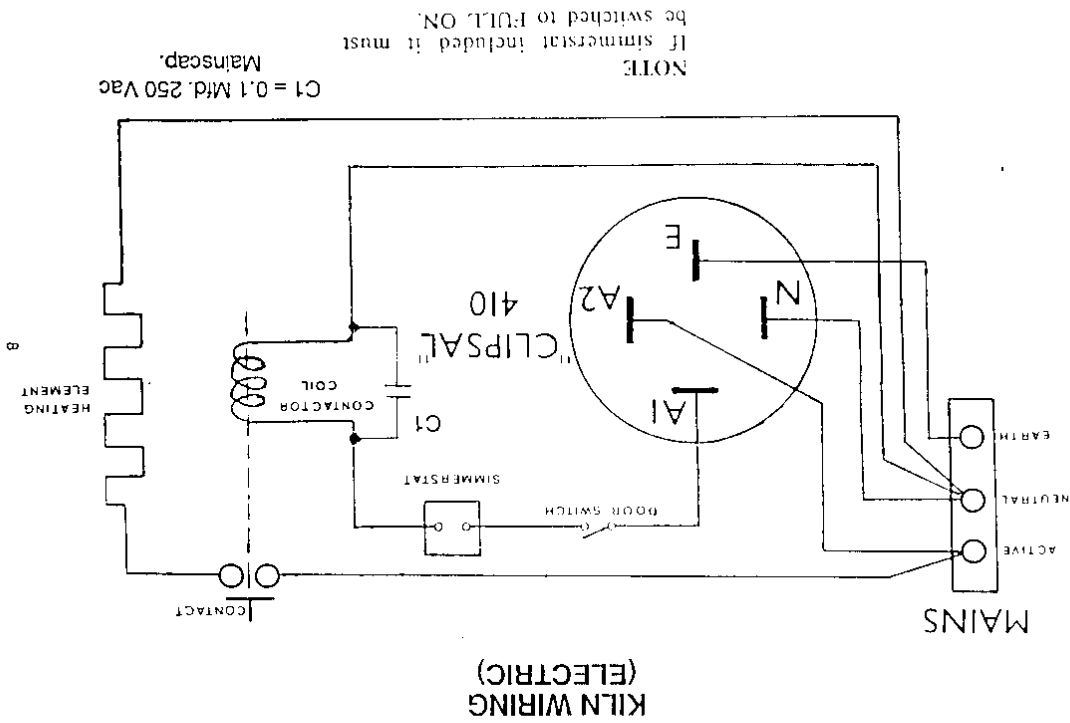 KILN WIRING
(ELECTRIC)
MAINS
ACTIVE
NEUTRAL
EARTH
CONTACT
DOOR SWITCH
SIMMERSTAT
A1
N
A2
E
"CLIPSAL"
410
C1
CONTACTOR
COIL
HEATING
ELEMENT
C1 = 0.1 Mfd. 250 Vac
Mainscap.
NOTE
If simmerstat included it must
be switched to FULL ON.
8